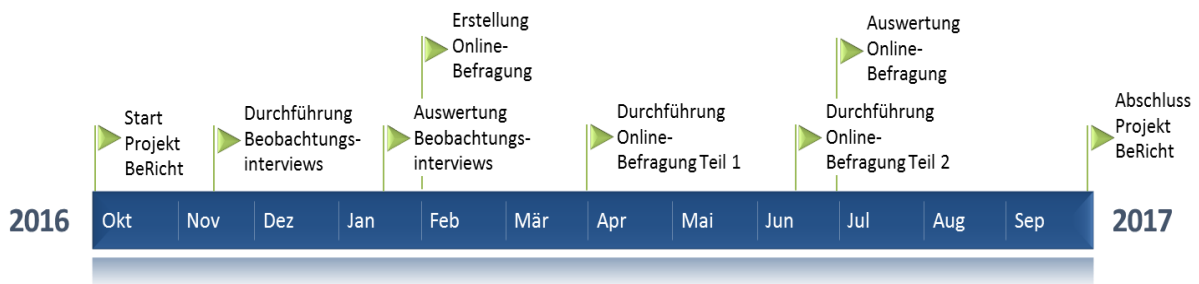 Start
Projekt
BeRicht
Durchführung
Beobachtungs-
interviews
Auswertung
Beobachtungs-
interviews
Erstellung
Online-
Befragung
Durchführung
Online-
Befragung Teil 1
Durchführung
Online-
Befragung Teil 2
Auswertung
Online-
Befragung
Abschluss
Projekt
BeRicht
2016 Okt Nov Dez Jan Feb Mär Apr Mai Jun Jul Aug Sep 2017